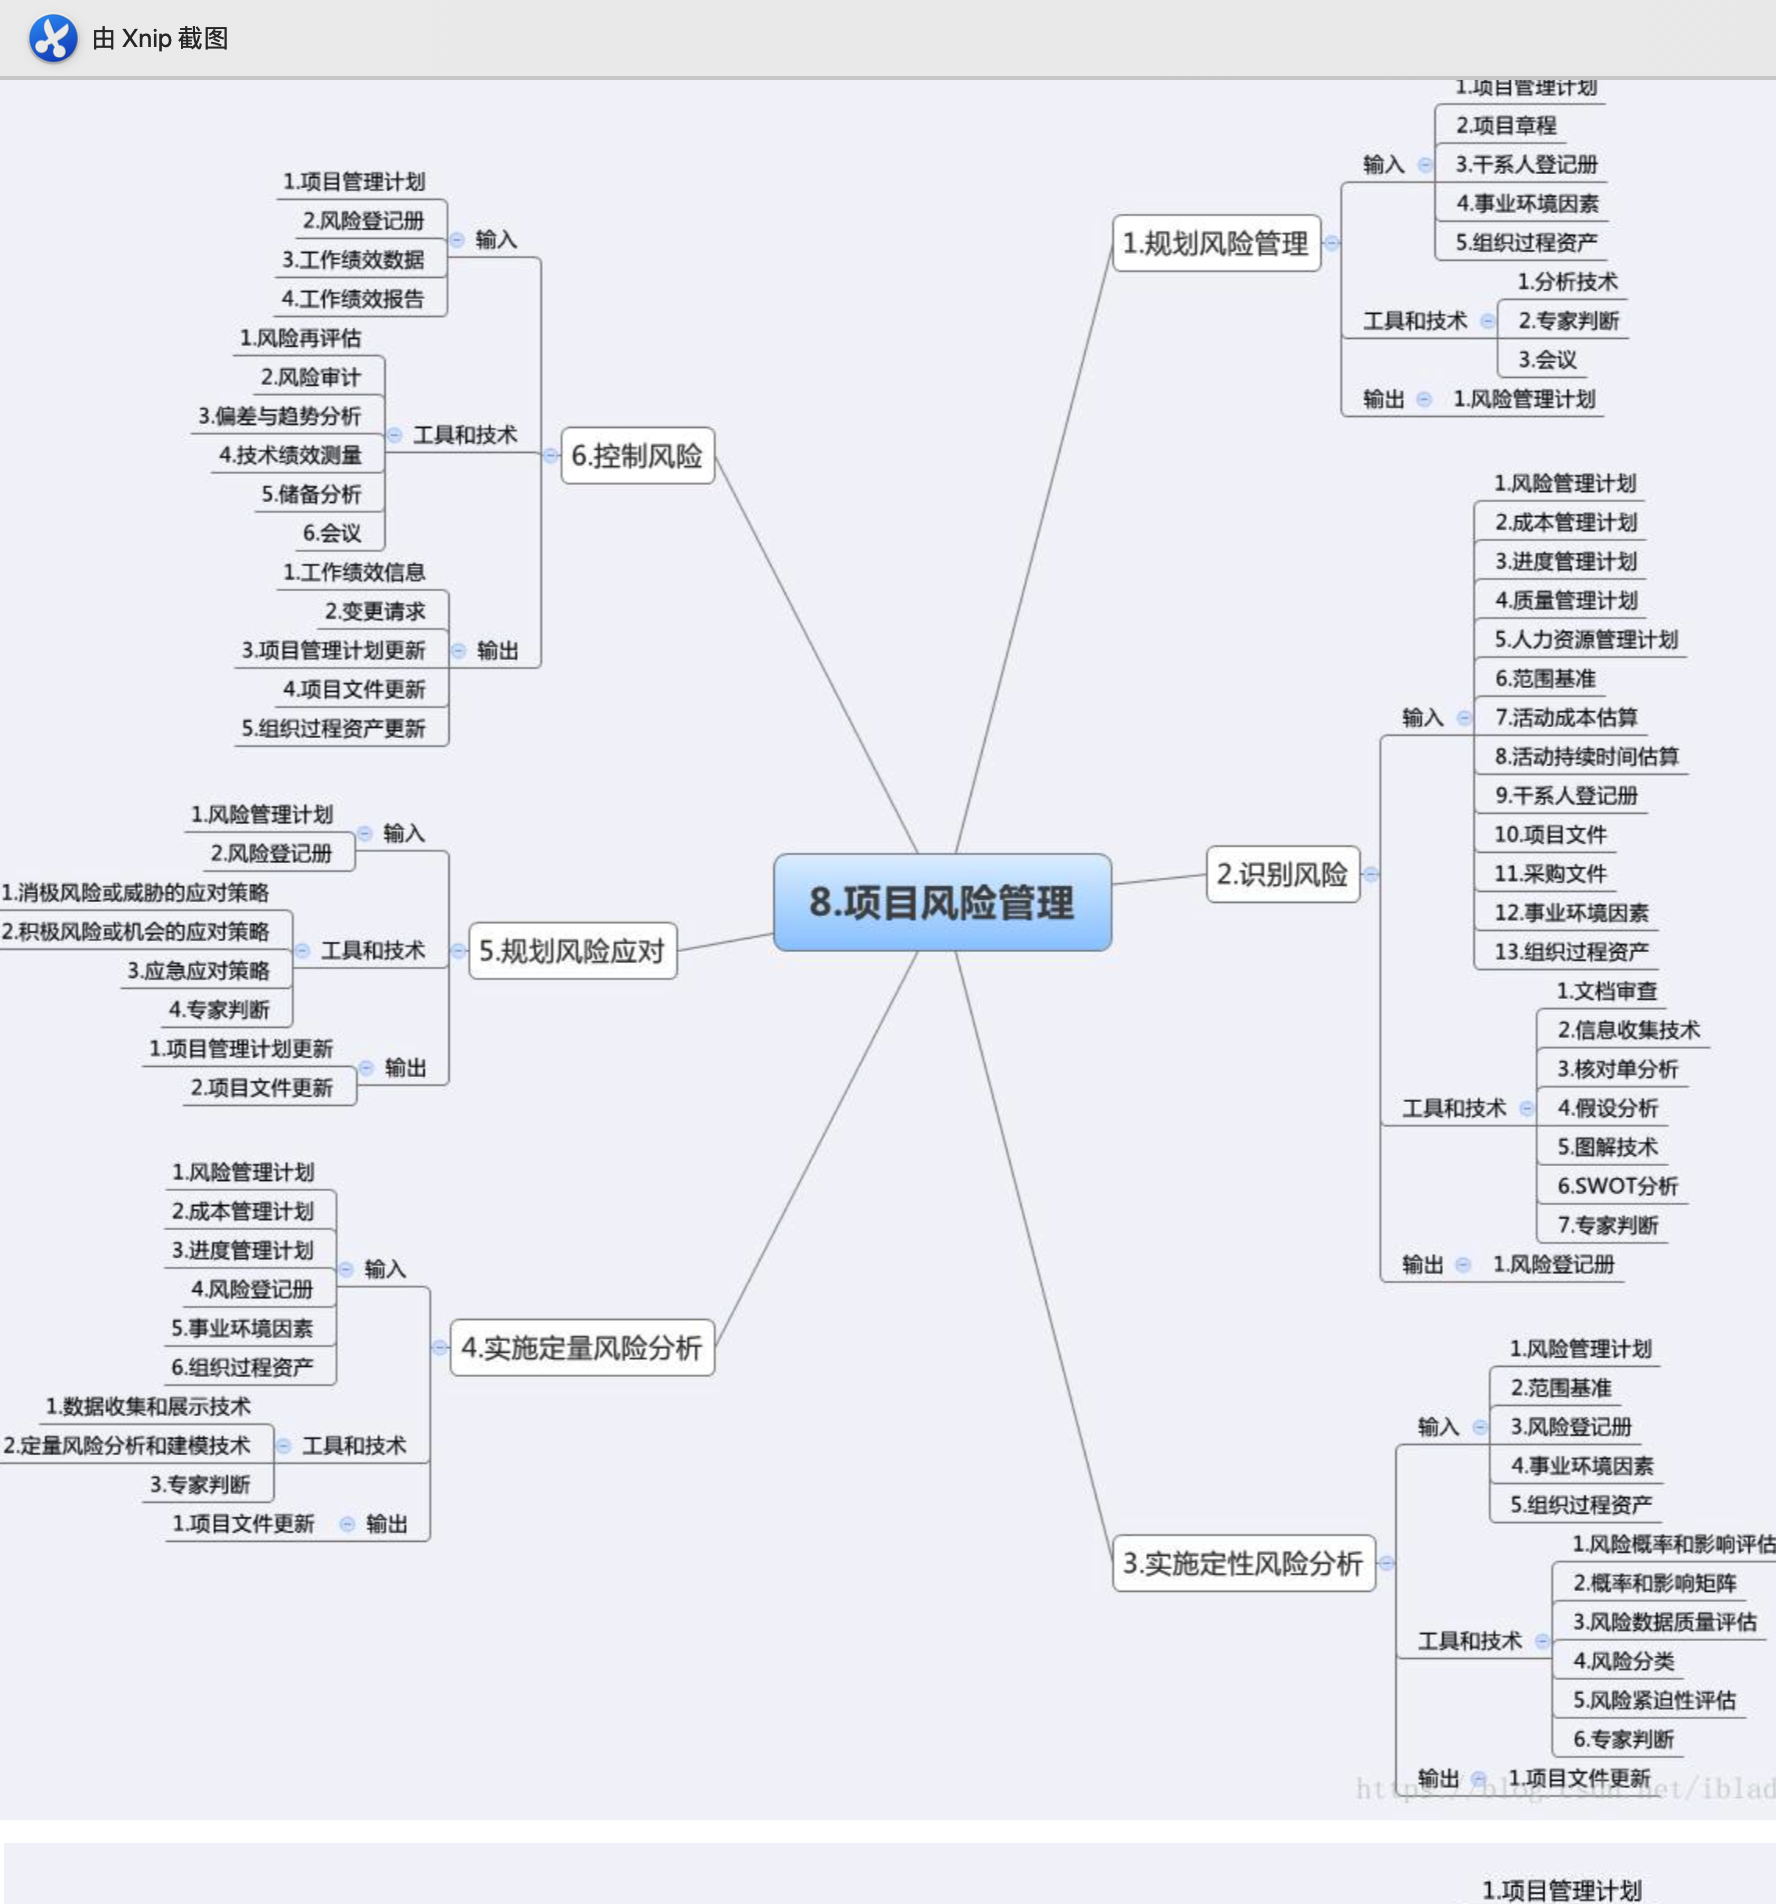 由 Xnip 截图
8.项目风险管理
1.规划风险管理
输入
1.项目管理计划
2.项目章程
3.干系人登记册
4.事业环境因素
5.组织过程资产
工具和技术
1.分析技术
2.专家判断
3.会议
输出
1.风险管理计划
2.识别风险
输入
1.风险管理计划
2.成本管理计划
3.进度管理计划
4.质量管理计划
5.人力资源管理计划
6.范围基准
7.活动成本估算
8.活动持续时间估算
9.干系人登记册
10.项目文件
11.采购文件
12.事业环境因素
13.组织过程资产
工具和技术
1.文档审查
2.信息收集技术
3.核对单分析
4.假设分析
5.图解技术
6.SWOT分析
7.专家判断
输出
1.风险登记册
3.实施定性风险分析
输入
1.风险管理计划
2.范围基准
3.风险登记册
4.事业环境因素
5.组织过程资产
工具和技术
1.风险概率和影响评估
2.概率和影响矩阵
3.风险数据质量评估
4.风险分类
5.风险紧迫性评估
6.专家判断
输出
1.项目文件更新
4.实施定量风险分析
输入
1.风险管理计划
2.成本管理计划
3.进度管理计划
4.风险登记册
5.事业环境因素
6.组织过程资产
工具和技术
1.数据收集和展示技术
2.定量风险分析和建模技术
3.专家判断
输出
1.项目文件更新
5.规划风险应对
输入
1.风险管理计划
2.风险登记册
工具和技术
1.消极风险或威胁的应对策略
2.积极风险或机会的应对策略
3.应急应对策略
4.专家判断
输出
1.项目管理计划更新
2.项目文件更新
6.控制风险
输入
1.项目管理计划
2.风险登记册
3.工作绩效数据
4.工作绩效报告
工具和技术
1.风险再评估
2.风险审计
3.偏差与趋势分析
4.技术绩效测量
5.储备分析
6.会议
输出
1.工作绩效信息
2.变更请求
3.项目管理计划更新
4.项目文件更新
5.组织过程资产更新
https://blog.csdn.net/iblad
1.项目管理计划